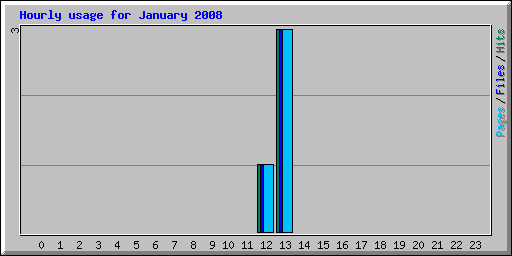 Hourly usage for January 2008
3
Pages/Files/Hits
0 1 2 3 4 5 6 7 8 9 10 11 12 13 14 15 16 17 18 19 20 21 22 23